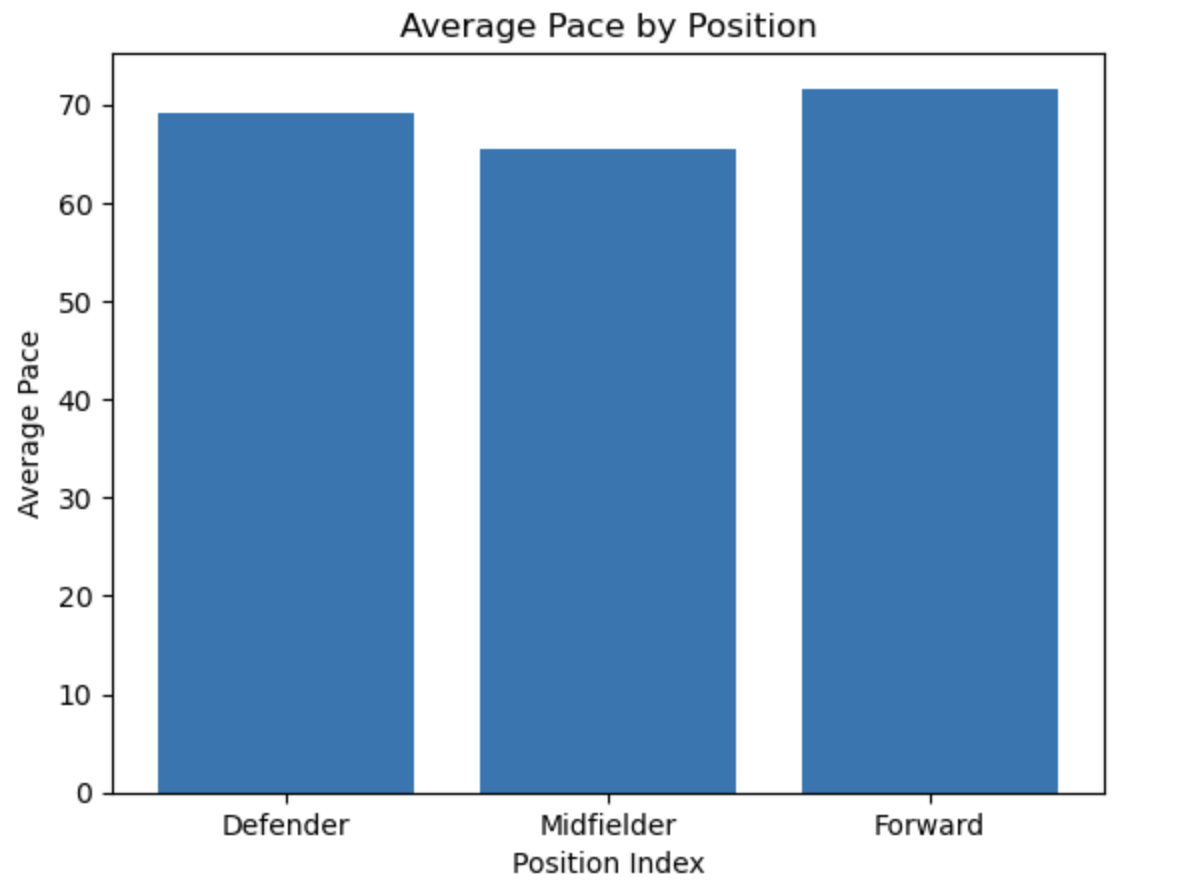 Average Pace by Position
Average Pace
70
60
50
40
30
20
10
0
Defender Midfielder Forward
Position Index